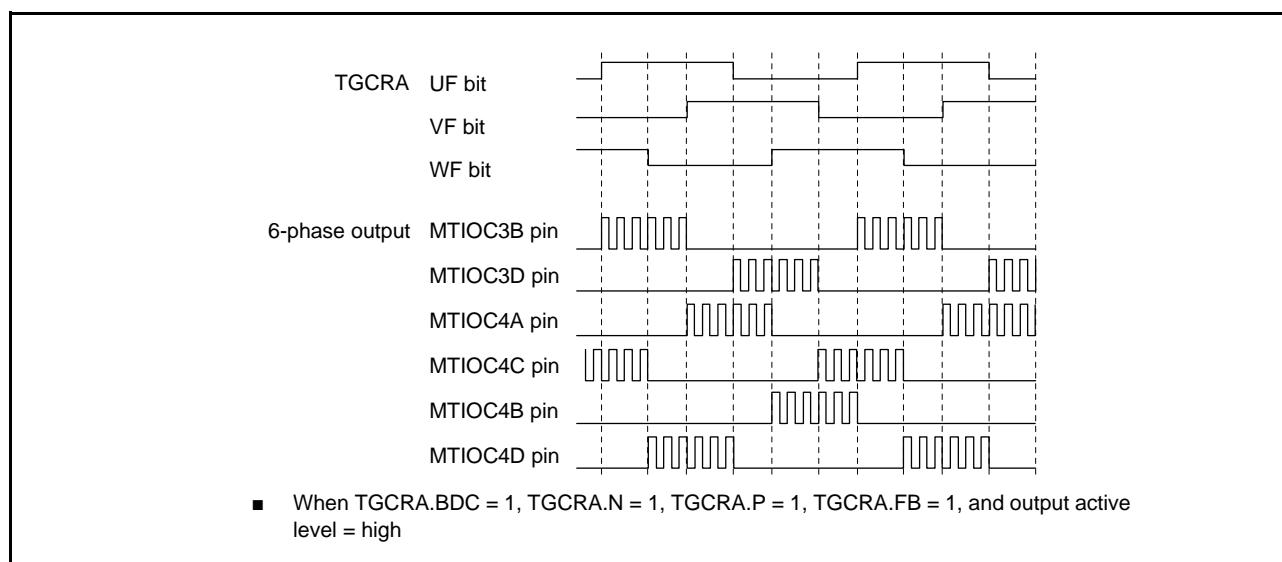 TGCRA UF bit
VF bit
WF bit
6-phase output MTIOC3B pin
MTIOC3D pin
MTIOC4A pin
MTIOC4C pin
MTIOC4B pin
MTIOC4D pin
■ When TGCRA.BDC = 1, TGCRA.N = 1, TGCRA.P = 1, TGCRA.FB = 1, and output active
level = high